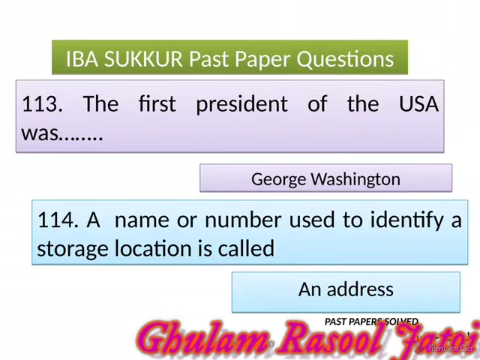 IBA SUKKUR Past Paper Questions
113. The first president of the USA
was……..
George Washington
114. A name or number used to identify a
storage location is called
An address
PAST PAPERS SOLVED
Ghulam Rasool Jatoi